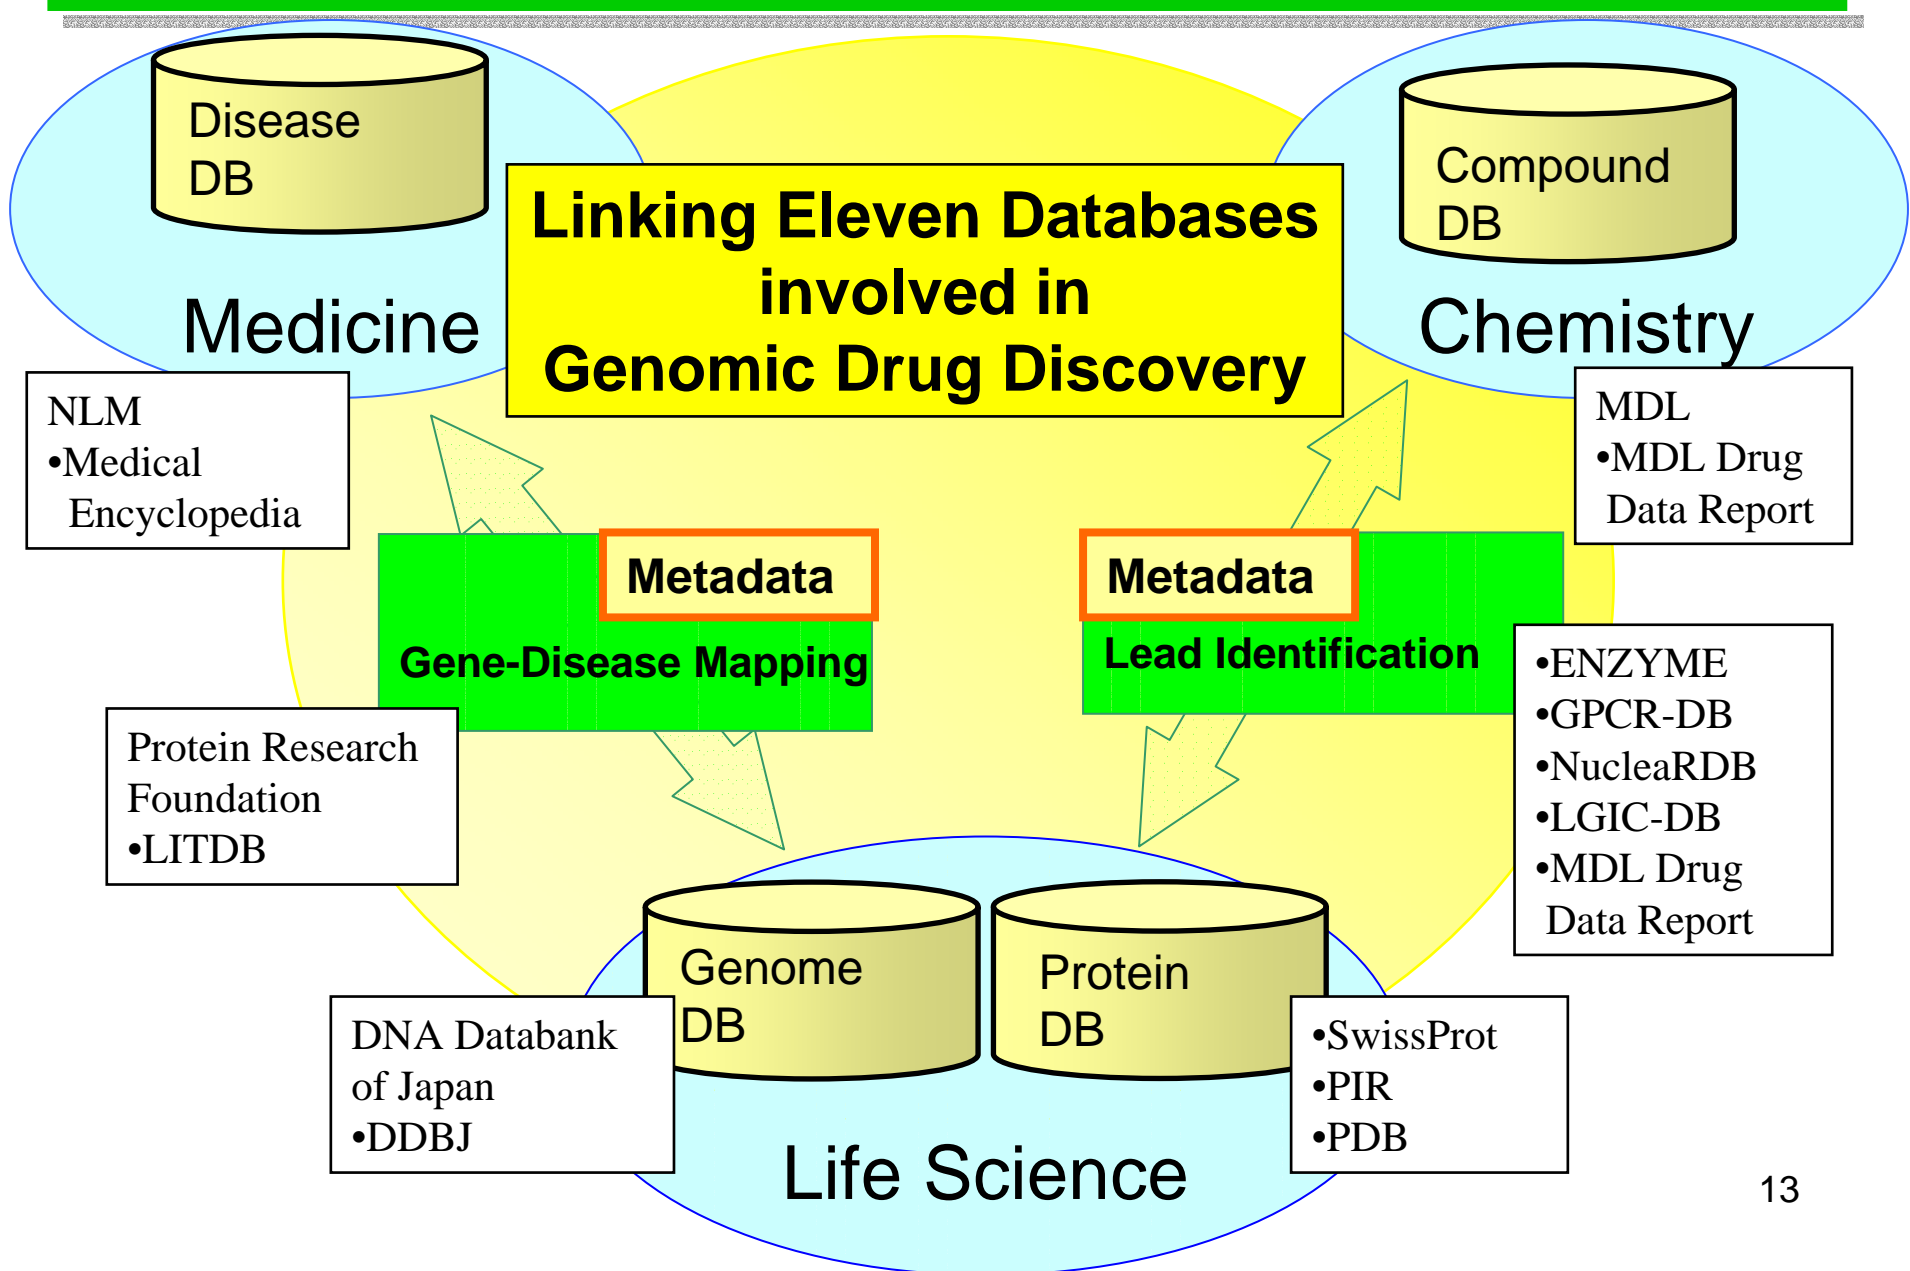 Disease
DB
Medicine
Linking Eleven Databases
involved in
Genomic Drug Discovery
Compound
DB
Chemistry
NLM
•Medical
Encyclopedia
MDL
•MDL Drug
Data Report
Metadata
Gene-Disease Mapping
Metadata
Lead Identification
Protein Research
Foundation
•LITDB
•ENZYME
•GPCR-DB
•NucleaRDB
•LGIC-DB
•MDL Drug
Data Report
Genome
DB
Protein
DB
DNA Databank
of Japan
•DDBJ
•SwissProt
•PIR
•PDB
Life Science
13